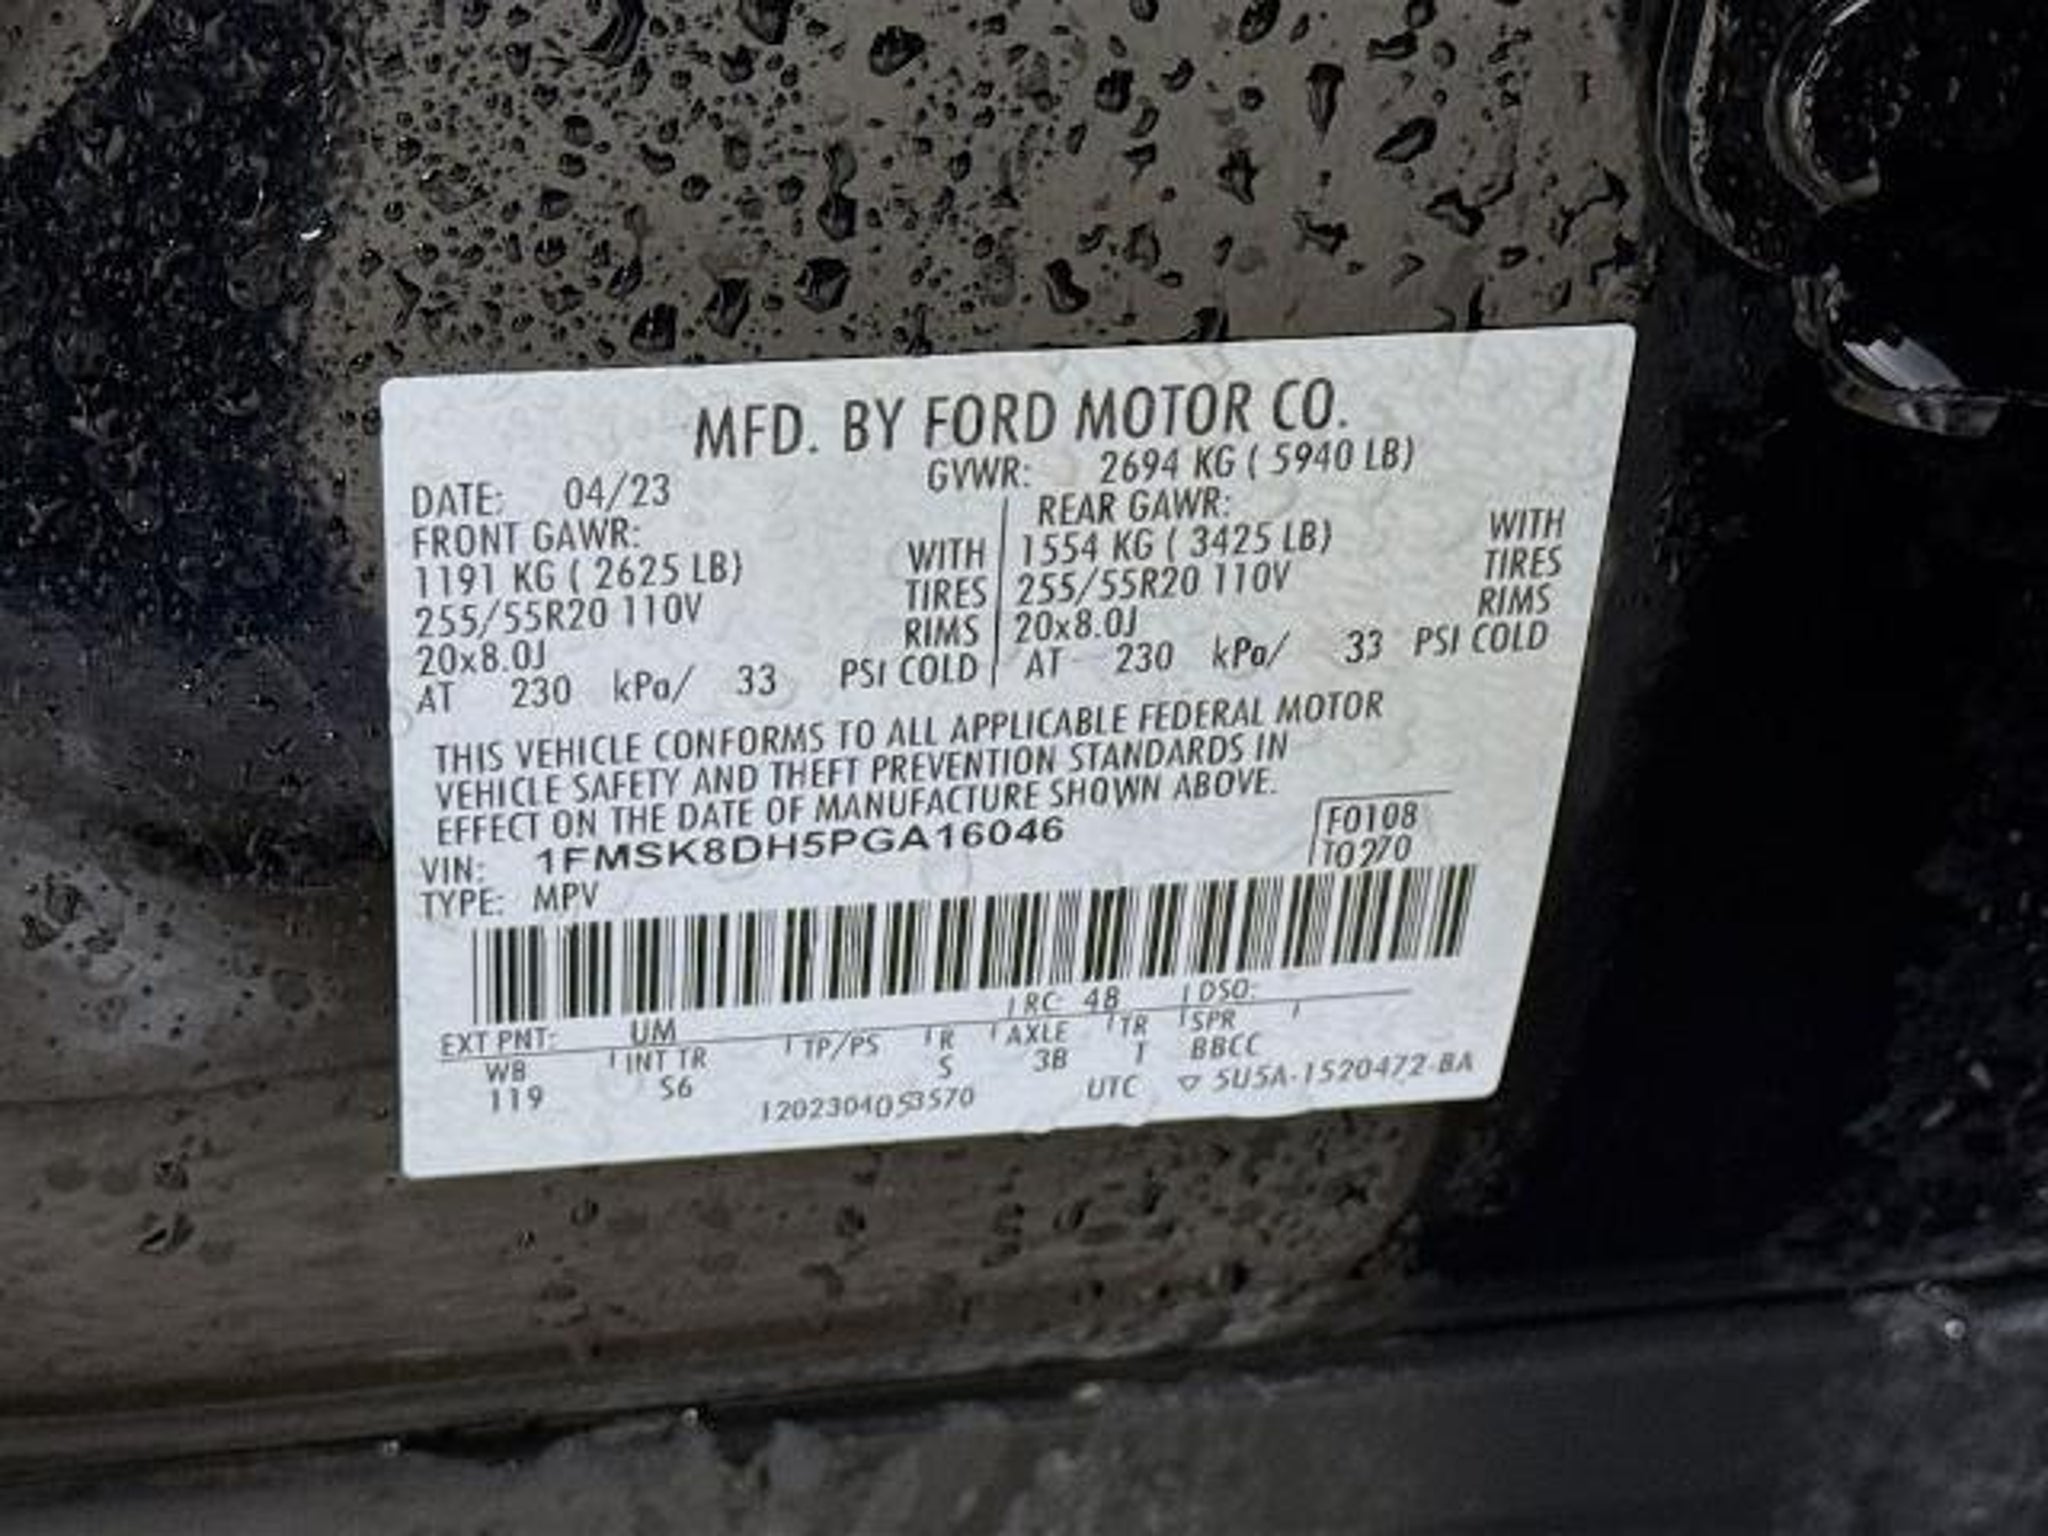 MFD. BY FORD MOTOR CO.
DATE: 04/23 GVWR: 2694 KG ( 5940 LB)
FRONT GAWR: REAR GAWR:
1191 KG ( 2625 LB) WITH 1554 KG ( 3425 LB) WITH
255/55R20 110V TIRES 255/55R20 110V TIRES
20x8.0J RIMS 20x8.0J RIMS
AT 230 kPa/ 33 PSI COLD AT 230 kPa/ 33 PSI COLD
THIS VEHICLE CONFORMS TO ALL APPLICABLE FEDERAL MOTOR
VEHICLE SAFETY AND THEFT PREVENTION STANDARDS IN
EFFECT ON THE DATE OF MANUFACTURE SHOWN ABOVE.
VIN: 1FMSK8DH5PGA16046 F0108
TYPE: MPV T0270
EXT PNT: UM RC: 48 DSO:
WB INT TR TP/PS R AXLE TR SPR
119 S6 S 3B T BBCC
1202304053570 UTC ▽ 5U5A-1520472-BA